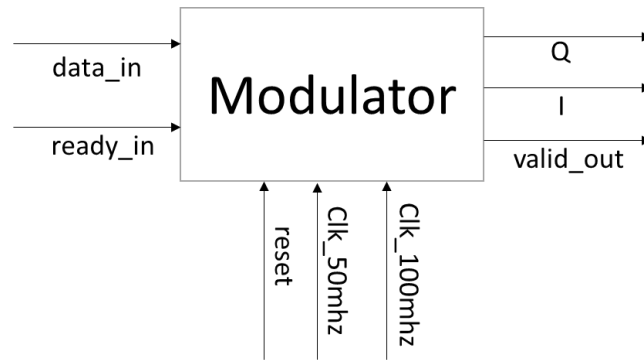 data_in
ready_in
Modulator
Q
I
valid_out
reset
Clk_50mhz
Clk_100mhz